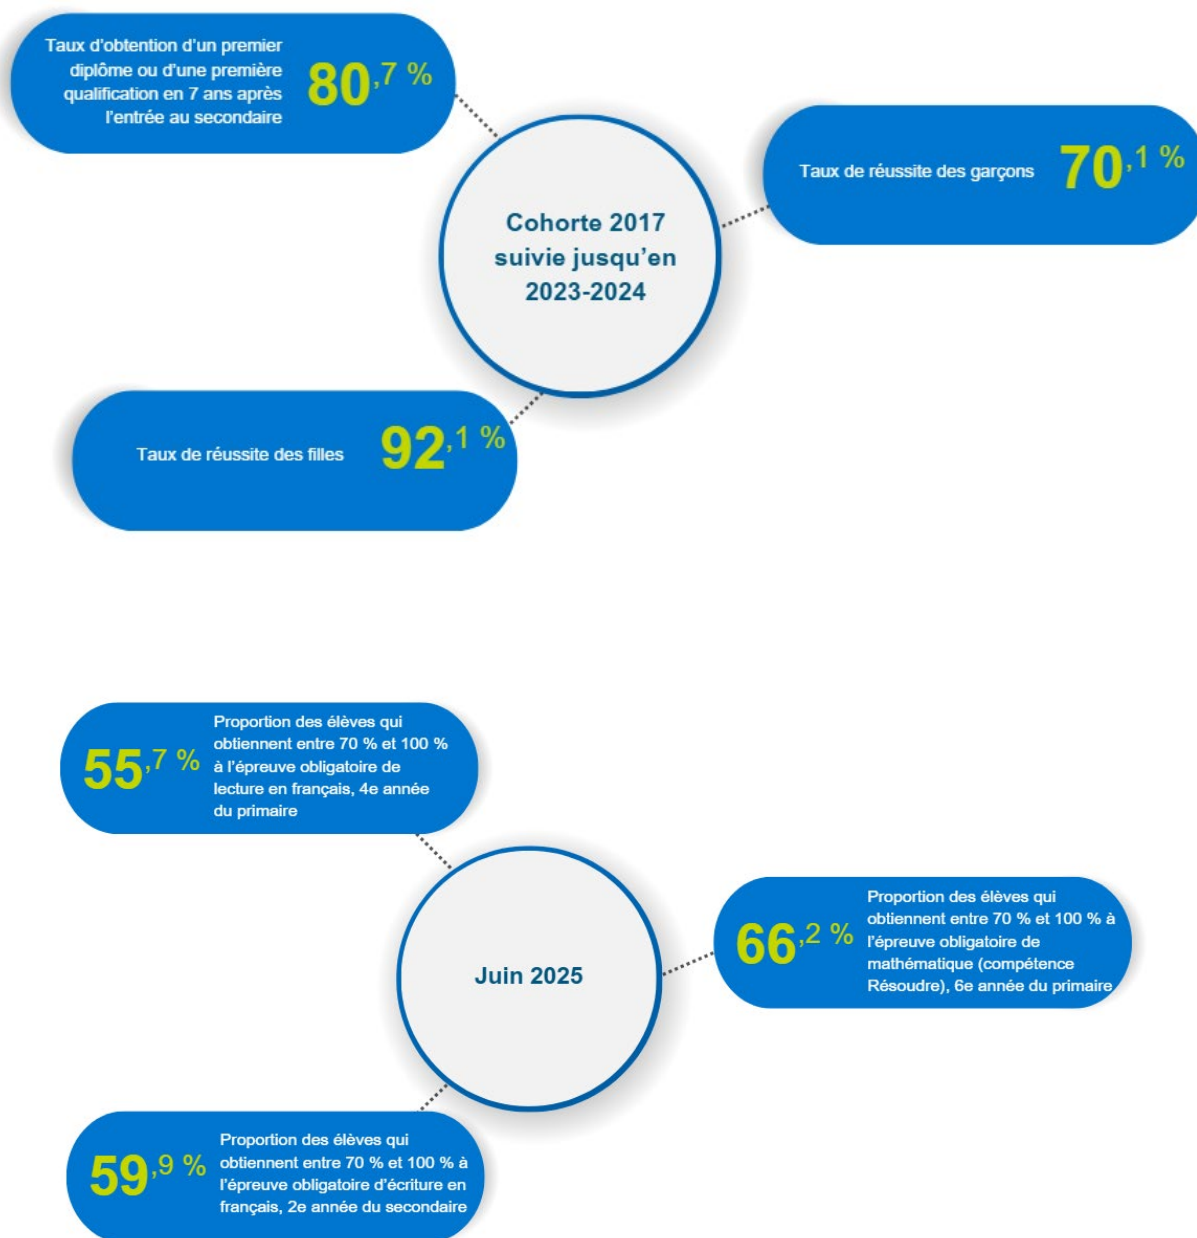 Taux d'obtention d'un premier
diplôme ou d'une première
qualification en 7 ans après
l'entrée au secondaire
80,7 %
Taux de réussite des garçons 70,1 %
Cohorte 2017
suivie jusqu'en
2023-2024
Taux de réussite des filles 92,1 %
55,7 %
Proportion des élèves qui
obtiennent entre 70 % et 100 %
à l'épreuve obligatoire de
lecture en français, 4e année
du primaire
66,2 %
Proportion des élèves qui
obtiennent entre 70 % et 100 % à
l'épreuve obligatoire de
mathématique (compétence
Résoudre), 6e année du primaire
Juin 2025
59,9 %
Proportion des élèves qui
obtiennent entre 70 % et 100 % à
l'épreuve obligatoire d'écriture en
français, 2e année du secondaire